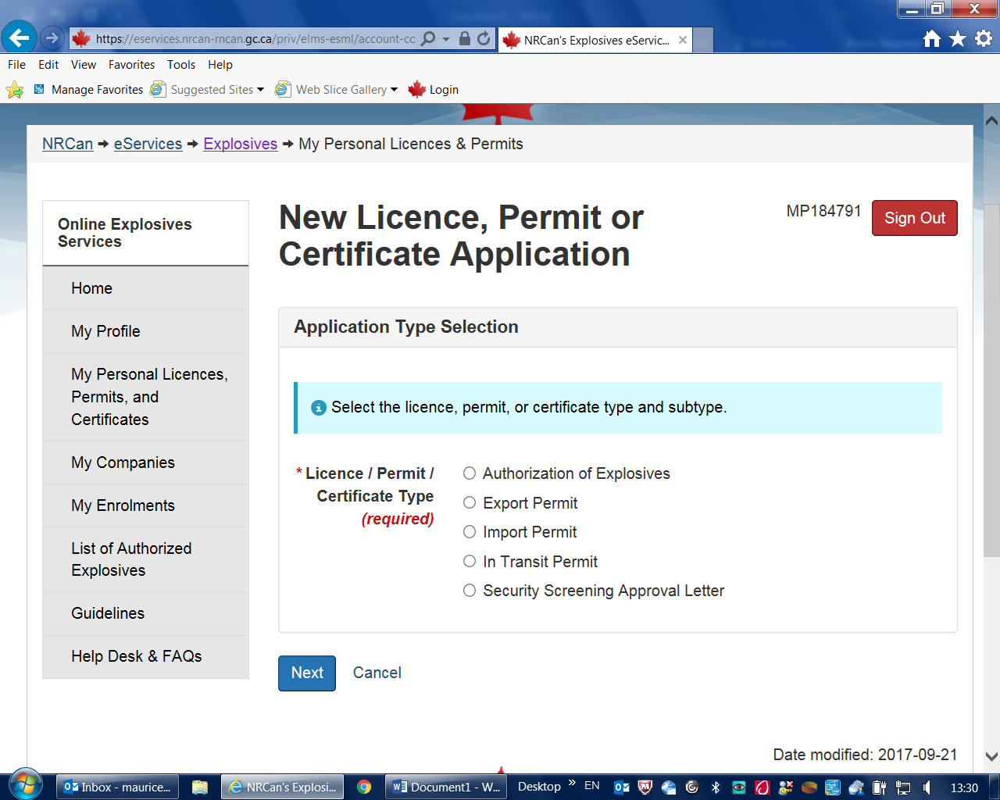 https://eservices.nrcan-rncan.gc.ca/priv/elms-esml/account-cc
NRCan's Explosives eServic...
File Edit View Favorites Tools Help
Manage Favorites Suggested Sites Web Slice Gallery Login
NRCan eServices Explosives My Personal Licences & Permits
Online Explosives
Services
Home
My Profile
My Personal Licences,
Permits, and
Certificates
My Companies
My Enrolments
List of Authorized
Explosives
Guidelines
Help Desk & FAQs
New Licence, Permit or
Certificate Application
MP184791 Sign Out
Application Type Selection
Select the licence, permit, or certificate type and subtype.
* Licence / Permit /
Certificate Type
(required)
Authorization of Explosives
Export Permit
Import Permit
In Transit Permit
Security Screening Approval Letter
Next Cancel
Date modified: 2017-09-21
Inbox - maurice... NRCan's Explosi... Document1 - W... Desktop » EN 13:30